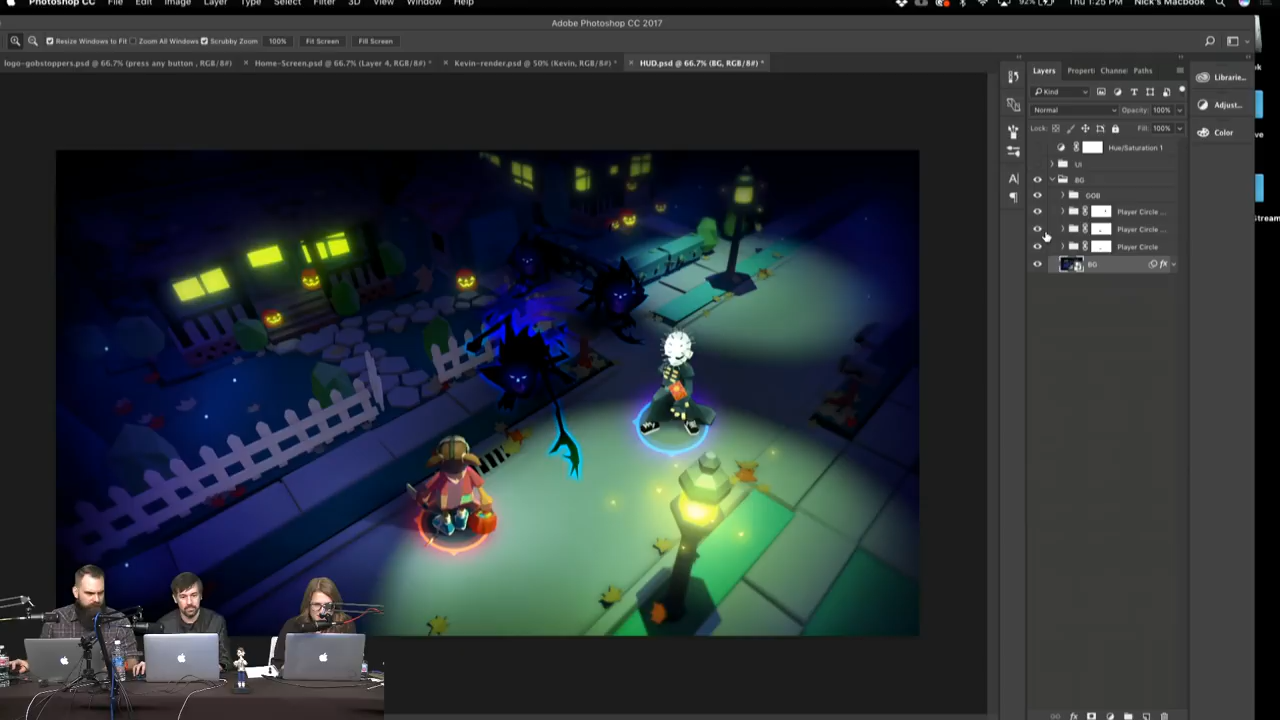 Photoshop CC File Edit Image Layer Type Select Filter 3D View Window Help 92% Thu 1:25 PM Nick's Macbook
Adobe Photoshop CC 2017
Resize Windows to Fit Zoom All Windows Scrubby Zoom 100% Fit Screen Fill Screen
logo-gobstoppers.psd @ 66.7% (press any button , RGB/8#) Home-Screen.psd @ 66.7% (Layer 4, RGB/8#) * Kevin-render.psd @ 50% (Kevin, RGB/8#) * HUD.psd @ 66.7% (BG, RGB/8#) *
Layers Properti Channe Paths
Librarie...
Kind
Adjust...
Normal Opacity: 100%
Lock: Fill: 100%
Color
Hue/Saturation 1
UI
BG
GOB
Player Circle ...
Player Circle ...
Player Circle
BG fx
Stream